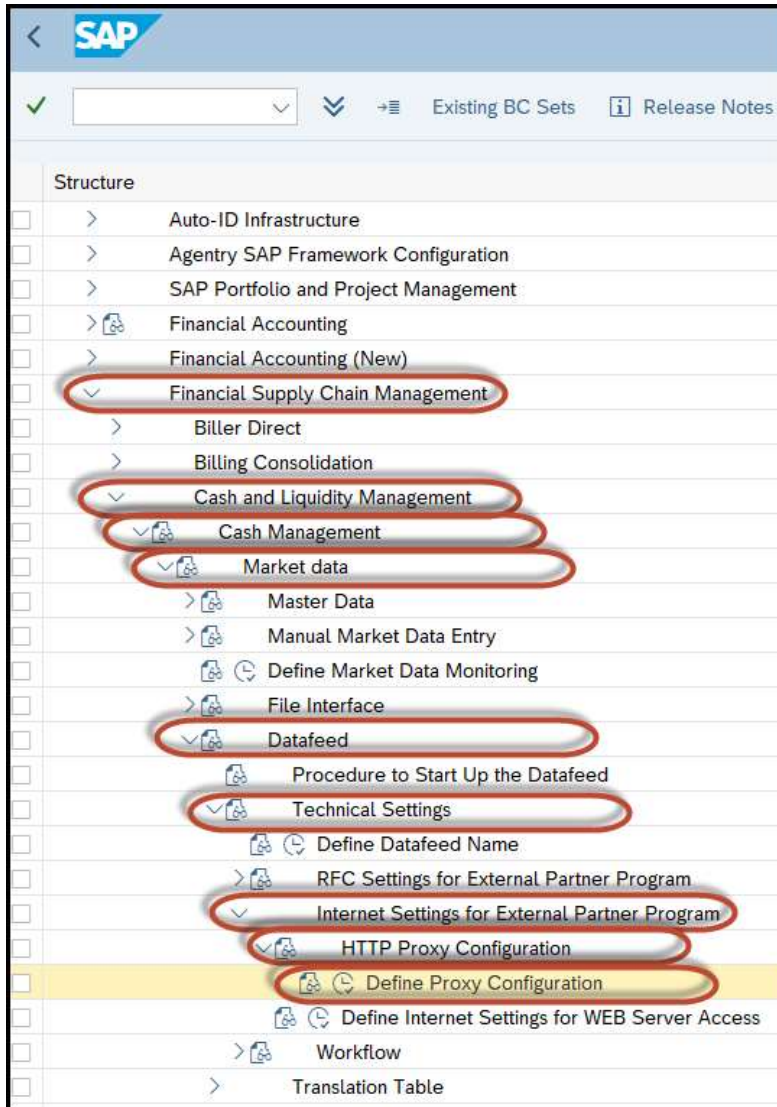 SAP
Existing BC Sets Release Notes
Structure
Auto-ID Infrastructure
Agentry SAP Framework Configuration
SAP Portfolio and Project Management
Financial Accounting
Financial Accounting (New)
Financial Supply Chain Management
Biller Direct
Billing Consolidation
Cash and Liquidity Management
Cash Management
Market data
Master Data
Manual Market Data Entry
Define Market Data Monitoring
File Interface
Datafeed
Procedure to Start Up the Datafeed
Technical Settings
Define Datafeed Name
RFC Settings for External Partner Program
Internet Settings for External Partner Program
HTTP Proxy Configuration
Define Proxy Configuration
Define Internet Settings for WEB Server Access
Workflow
Translation Table